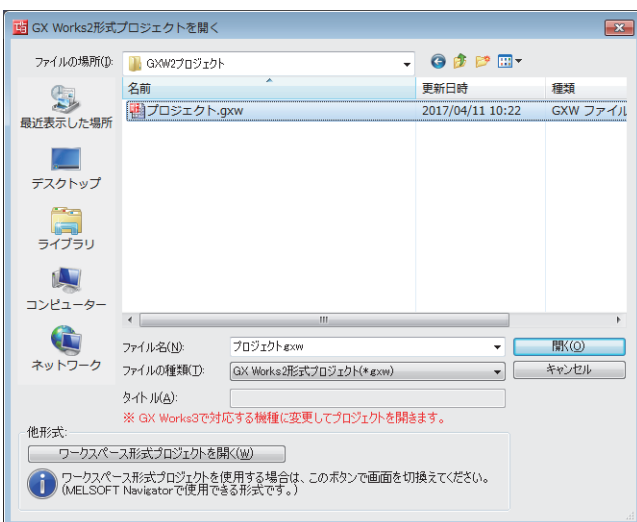 GX Works2形式プロジェクトを開く
ファイルの場所(I):
GXW2プロジェクト
名前
更新日時
種類
プロジェクト.gxw
2017/04/11 10:22
GXW ファイル
最近表示した場所
デスクトップ
ライブラリ
コンピューター
ネットワーク
ファイル名(N):
プロジェクト.gxw
開く(O)
ファイルの種類(T):
GX Works2形式プロジェクト(*.gxw)
キャンセル
タイトル(A):
※ GX Works3で対応する機種に変更してプロジェクトを開きます。
他形式:
ワークスペース形式プロジェクトを開く(W)
ワークスペース形式プロジェクトを使用する場合は、このボタンで画面を切換えてください。
(MELSOFT Navigatorで使用できる形式です。)